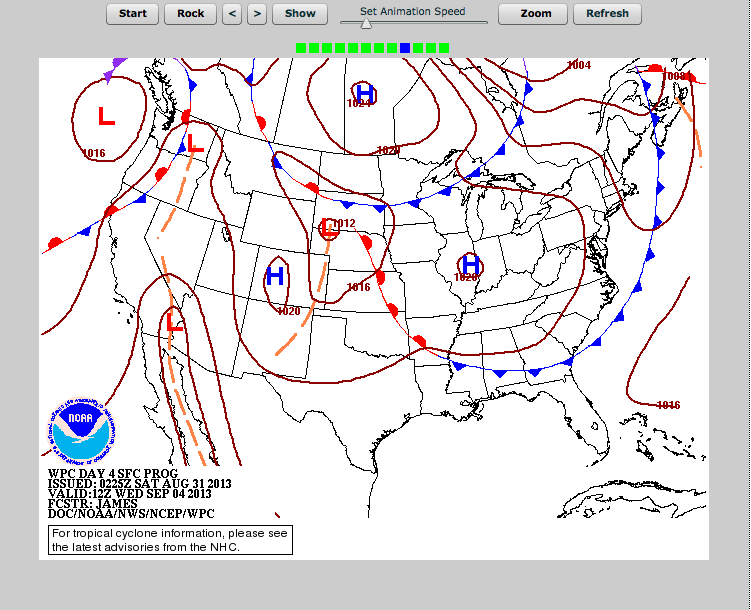 Start Rock < > Show Set Animation Speed Zoom Refresh
1004
1008
H
1024
L
1016
1020
L
L
1012
H
1020
H
1020
1016
L
1016
NOAA
WPC DAY 4 SFC PROG
ISSUED: 0225Z SAT AUG 31 2013
VALID:12Z WED SEP 04 2013
FCSTR: JAMES
DOC/NOAA/NWS/NCEP/WPC
For tropical cyclone information, please see
the latest advisories from the NHC.